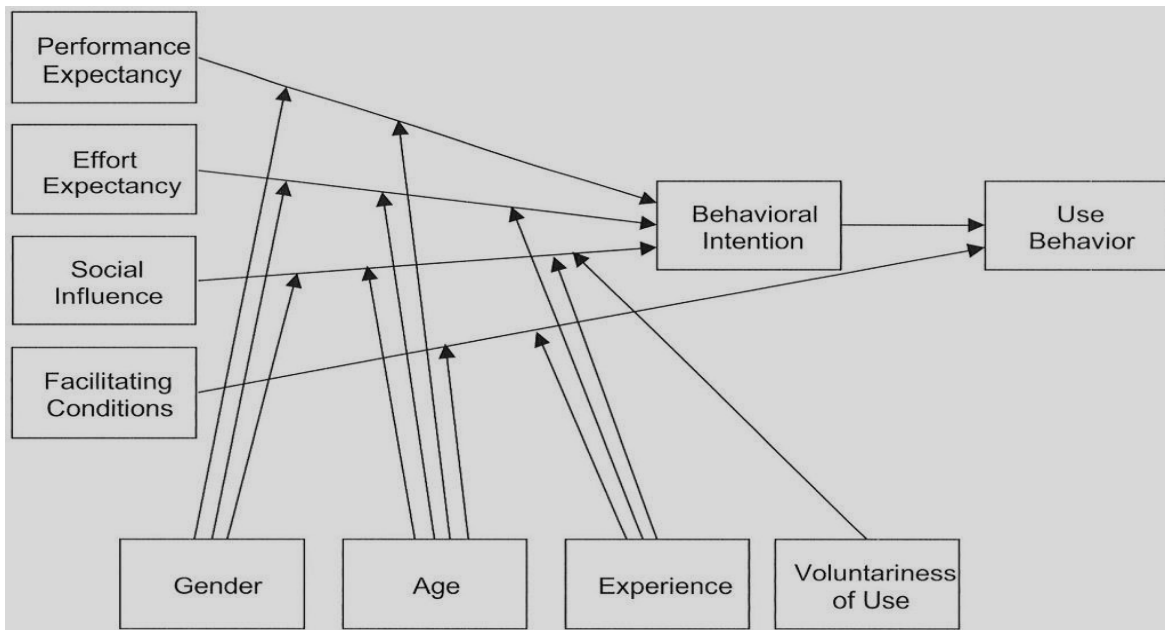 Performance
Expectancy
Effort
Expectancy
Social
Influence
Facilitating
Conditions
Behavioral
Intention
Use
Behavior
Gender
Age
Experience
Voluntariness
of Use